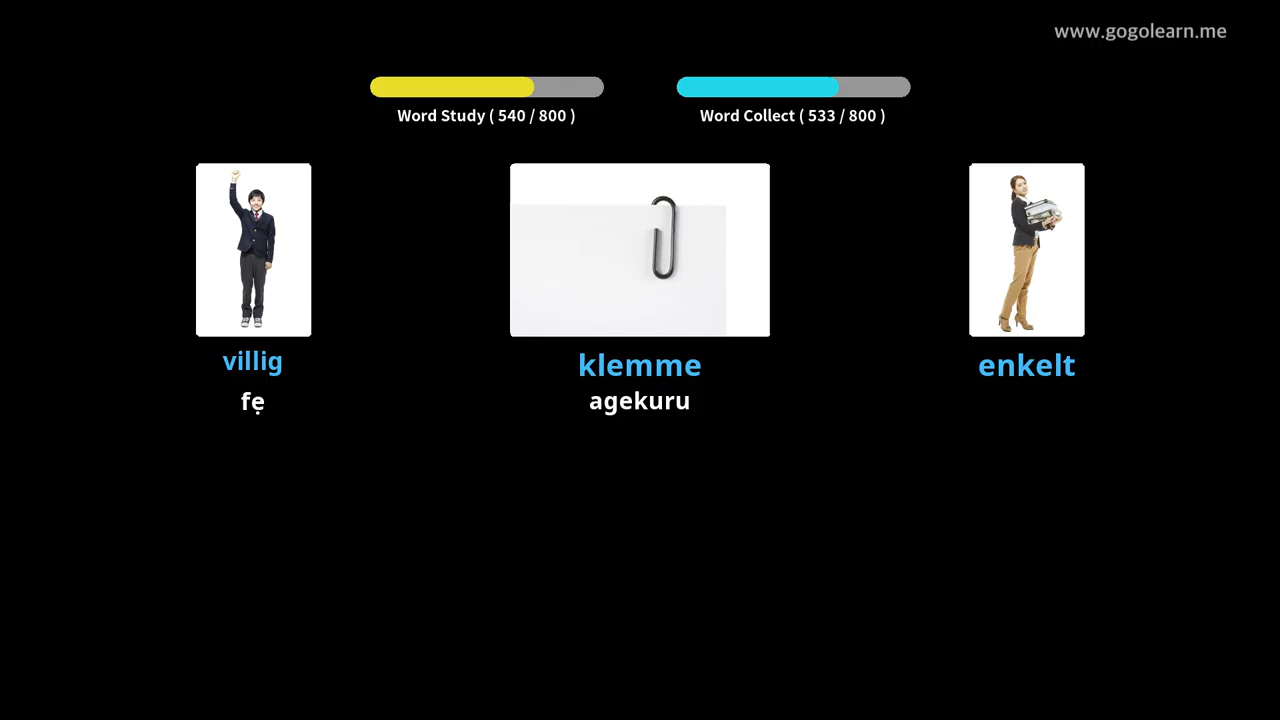 www.gogolearn.me
Word Study ( 540 / 800 )
Word Collect ( 533 / 800 )
villig
fẹ
klemme
agekuru
enkelt